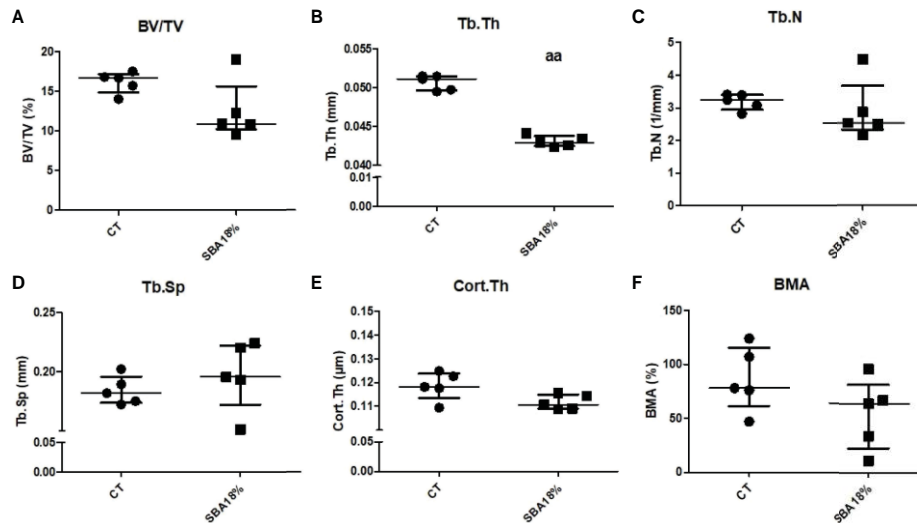 A
BV/TV
BV/TV (%)
20
15
10
5
0
CT
SBA18%
B
Tb.Th
Tb.Th (mm)
0.055
0.050
0.045
0.040
0.01
0.00
aa
CT
SBA18%
C
Tb.N
Tb.N (1/mm)
5
4
3
2
1
0
CT
SBA18%
D
Tb.Sp
Tb.Sp (mm)
0.25
0.20
0.05
0.00
CT
SBA18%
E
Cort.Th
Cort.Th (μm)
0.15
0.14
0.13
0.12
0.11
0.05
0.00
CT
SBA18%
F
BMA
BMA (%)
150
100
50
0
CT
SBA18%